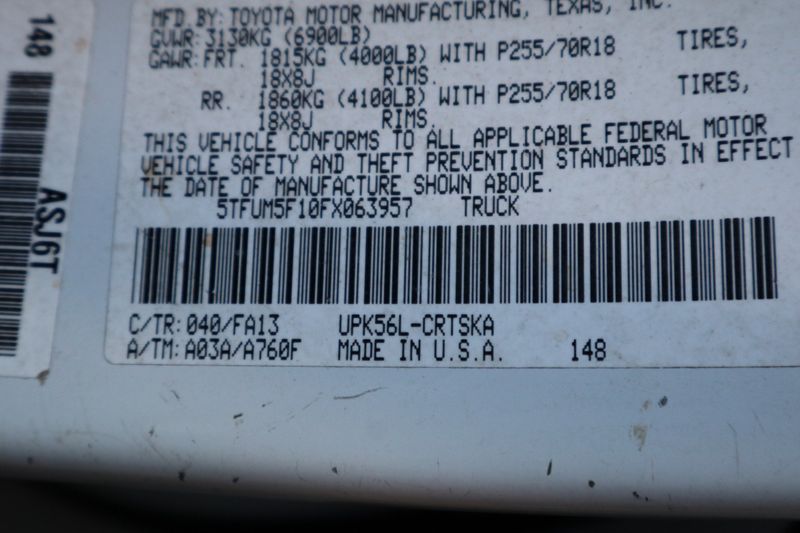 MFD.BY:TOYOTA MOTOR MANUFACTURING, TEXAS, INC.
GVWR:3130KG (6900LB)
GAWR:FRT. 1815KG (4000LB) WITH P255/70R18 TIRES,
18X8J RIMS.
RR. 1860KG (4100LB) WITH P255/70R18 TIRES,
18X8J RIMS.
THIS VEHICLE CONFORMS TO ALL APPLICABLE FEDERAL MOTOR
VEHICLE SAFETY AND THEFT PREVENTION STANDARDS IN EFFECT
THE DATE OF MANUFACTURE SHOWN ABOVE.
5TFUM5F10FX063957 TRUCK
C/TR:040/FA13 UPK56L-CRTSKA
A/TM:A03A/A760F MADE IN U.S.A. 148
148
ASJ6T